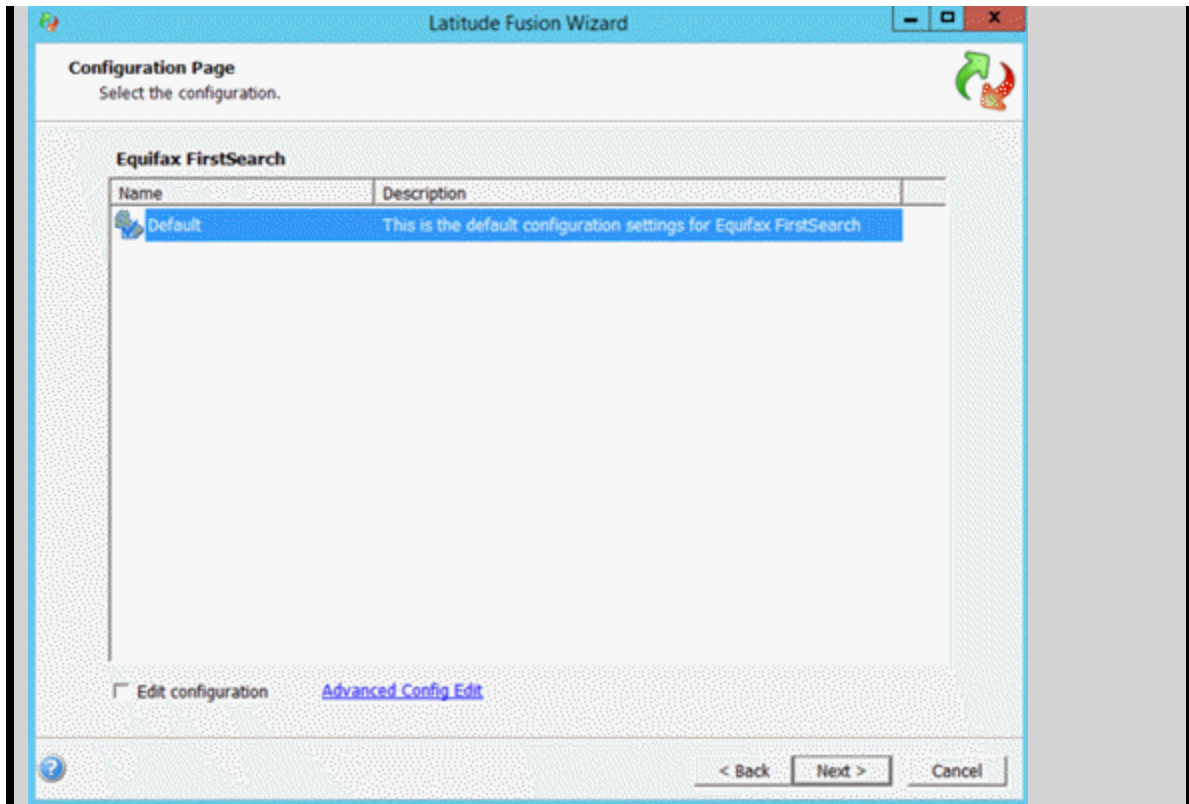 Latitude Fusion Wizard
Configuration Page
Select the configuration.
Equifax FirstSearch
Name Description
Default This is the default configuration settings for Equifax FirstSearch
Edit configuration Advanced Config Edit
< Back Next > Cancel